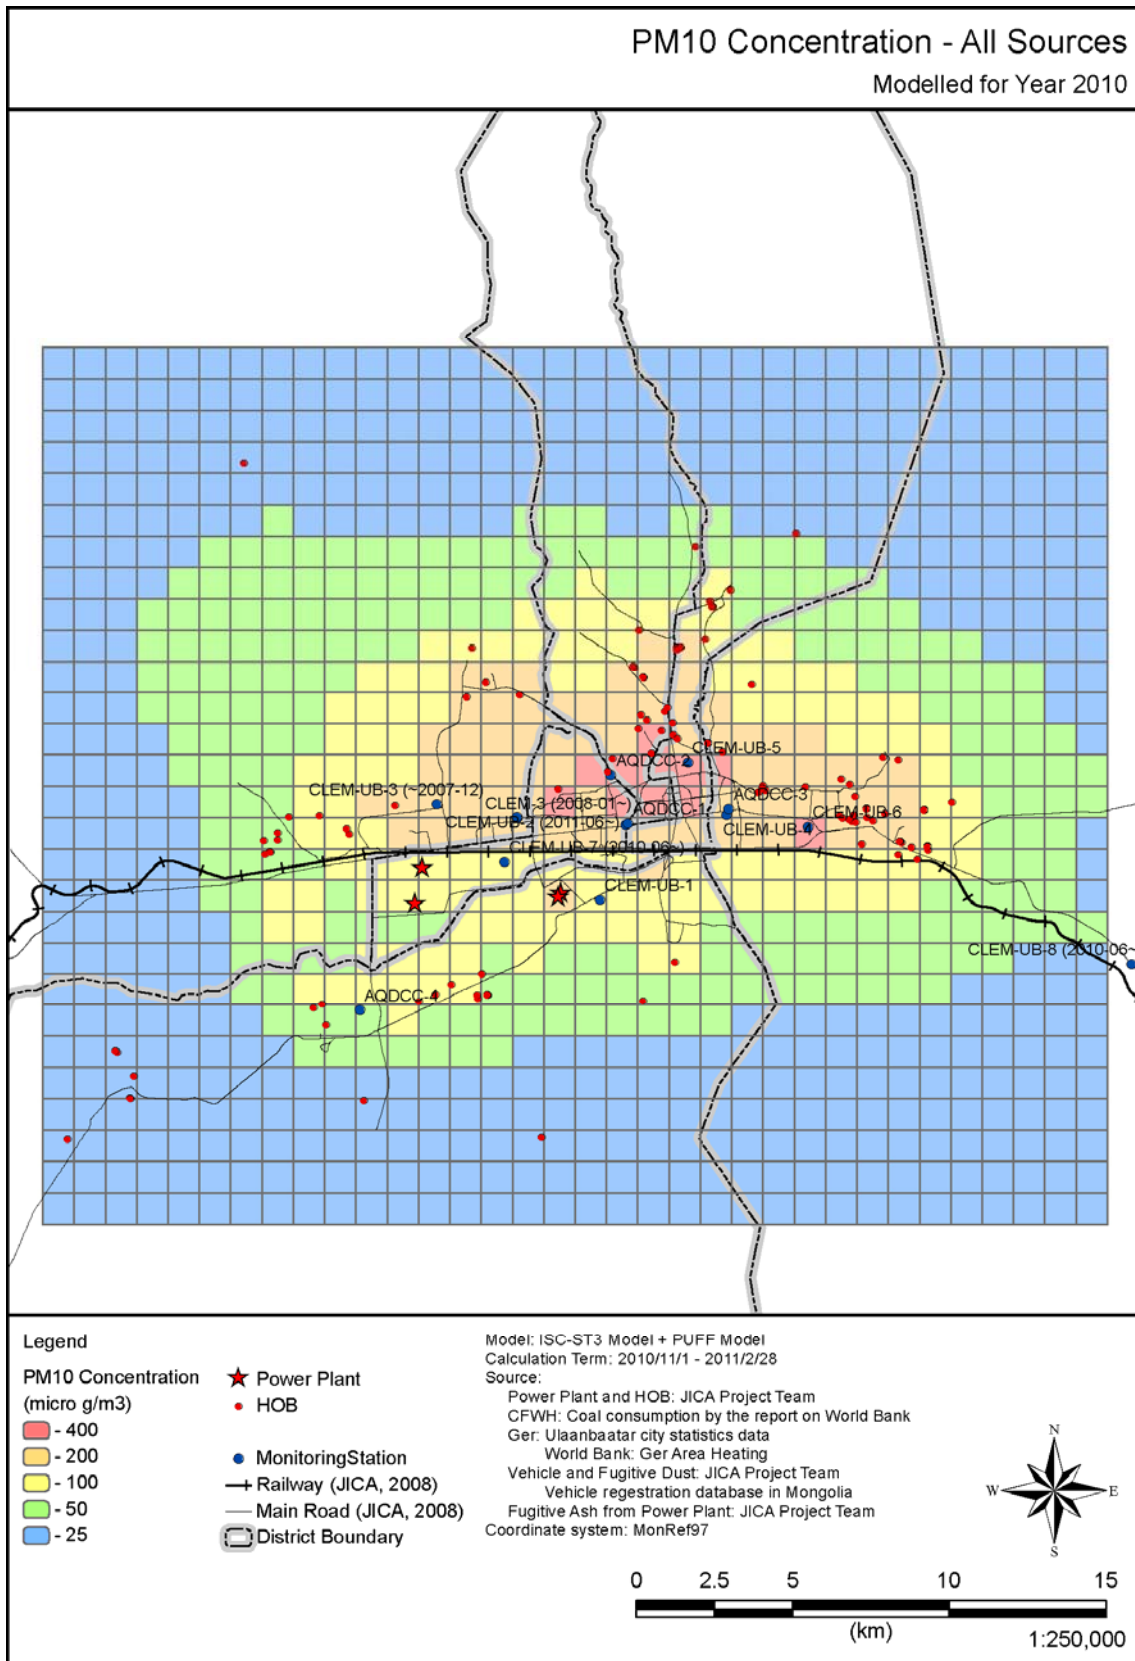 PM10 Concentration - All Sources
Modelled for Year 2010
CLEM-UB-5
AQDCC-2
CLEM-UB-3 (~2007-12)
CLEM-3 (2008-01~)
AQDCC-1
AQDCC-3
CLEM-UB-6
CLEM-UB-2 (2011-06~)
CLEM-UB-4
CLEM-UB-7 (2010-06~)
CLEM-UB-1
CLEM-UB-8 (2010-06~
AQDCC-4
Legend
PM10 Concentration
(micro g/m3)
- 400
- 200
- 100
- 50
- 25
Power Plant
HOB
MonitoringStation
Railway (JICA, 2008)
Main Road (JICA, 2008)
District Boundary
Model: ISC-ST3 Model + PUFF Model
Calculation Term: 2010/11/1 - 2011/2/28
Source:
Power Plant and HOB: JICA Project Team
CFWH: Coal consumption by the report on World Bank
Ger: Ulaanbaatar city statistics data
World Bank: Ger Area Heating
Vehicle and Fugitive Dust: JICA Project Team
Vehicle regestration database in Mongolia
Fugitive Ash from Power Plant: JICA Project Team
Coordinate system: MonRef97
N
W E
S
0 2.5 5 10 15
(km)
1:250,000